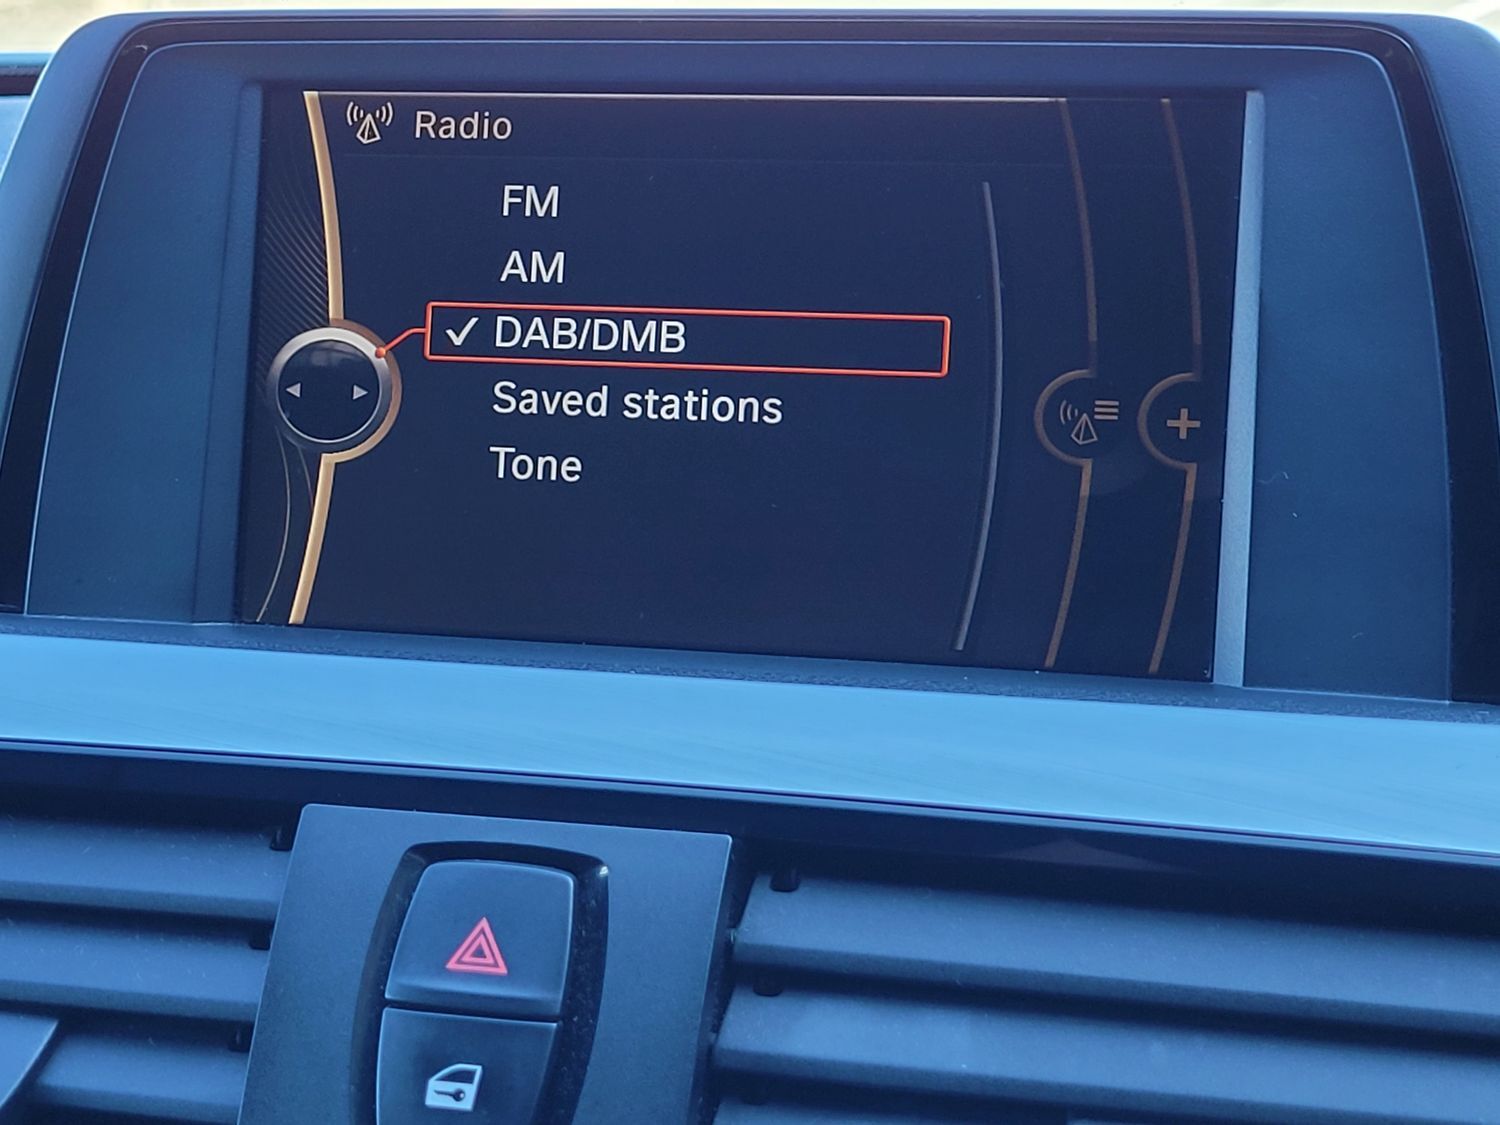 Radio
FM
AM
✓ DAB/DMB
Saved stations
Tone